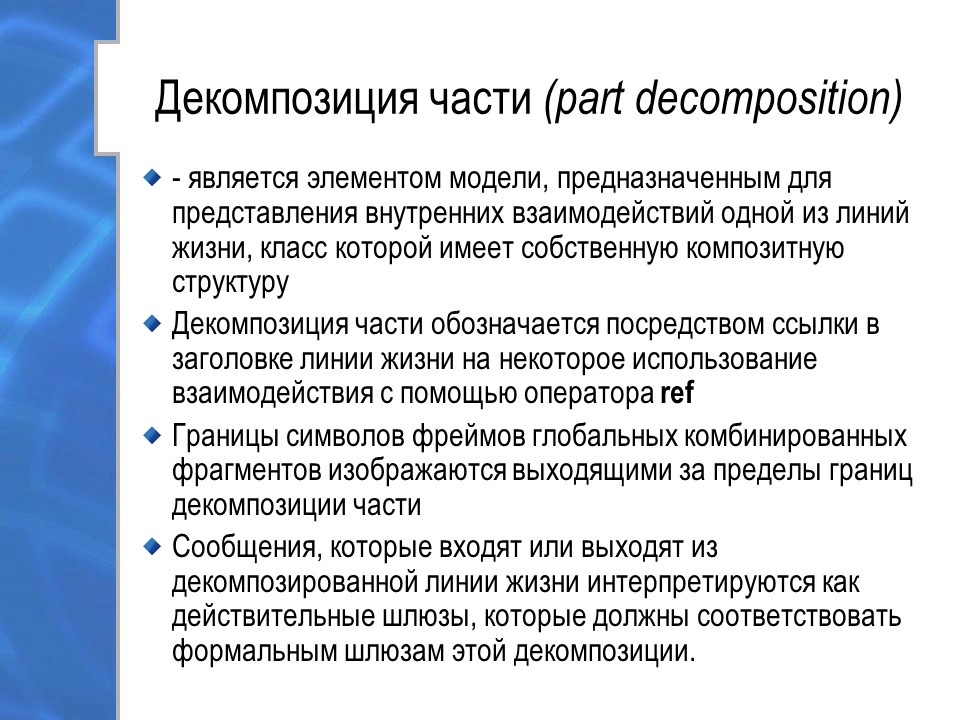 Декомпозиция части (part decomposition)
- является элементом модели, предназначенным для
представления внутренних взаимодействий одной из линий
жизни, класс которой имеет собственную композитную
структуру
Декомпозиция части обозначается посредством ссылки в
заголовке линии жизни на некоторое использование
взаимодействия с помощью оператора ref
Границы символов фреймов глобальных комбинированных
фрагментов изображаются выходящими за пределы границ
декомпозиции части
Сообщения, которые входят или выходят из
декомпозированной линии жизни интерпретируются как
действительные шлюзы, которые должны соответствовать
формальным шлюзам этой декомпозиции.